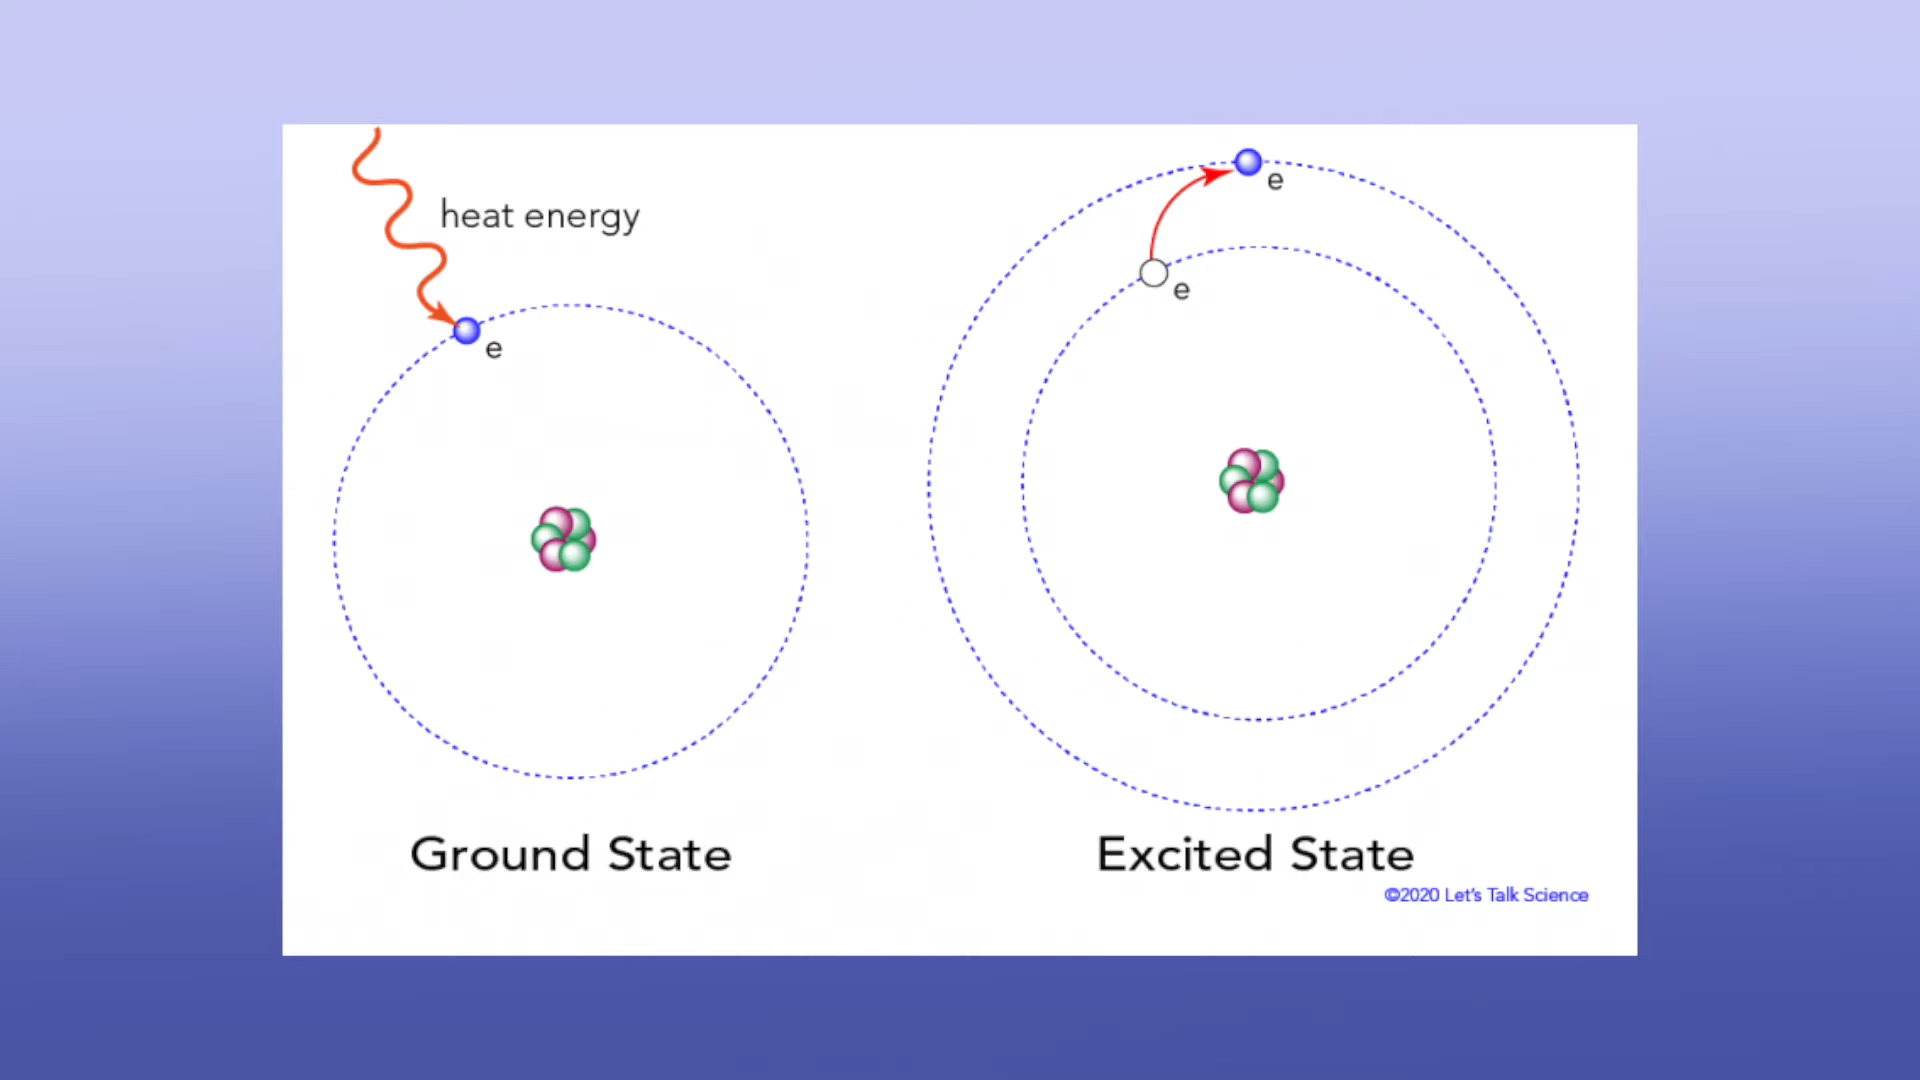 heat energy
e
e
e
Ground State
Excited State
©2020 Let's Talk Science